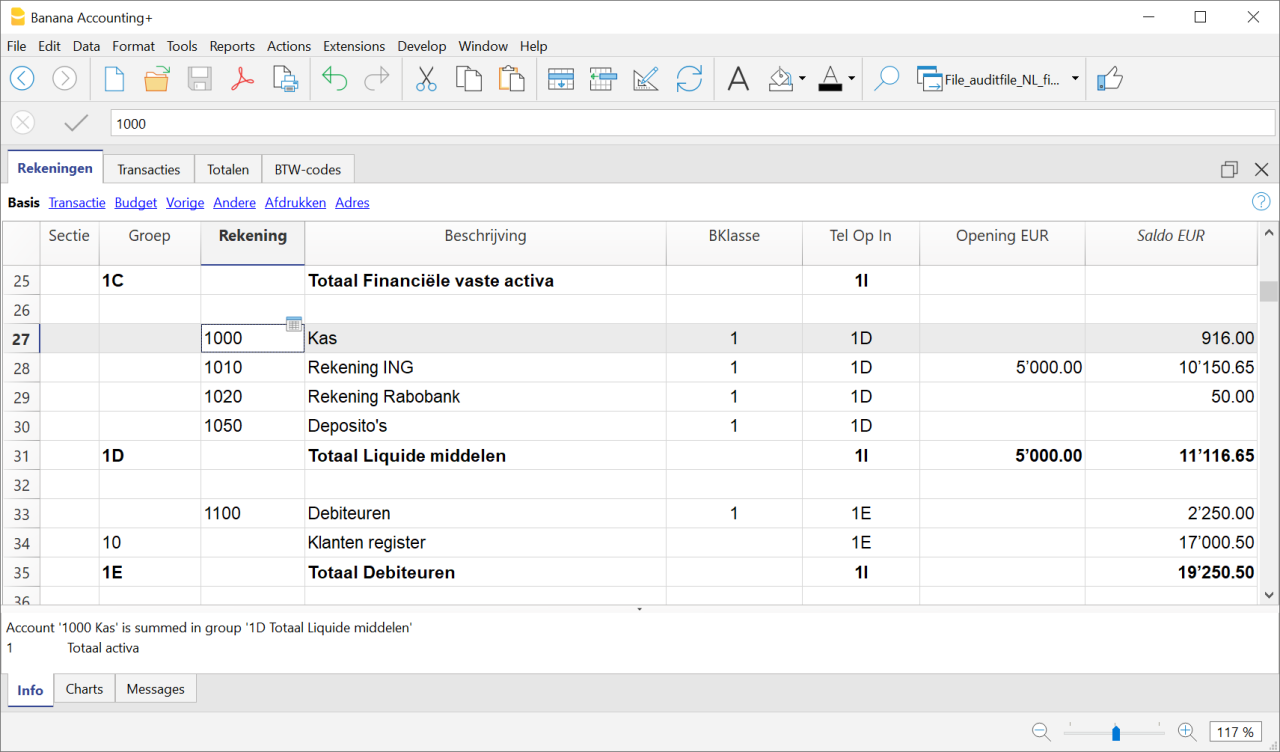 Banana Accounting+
File Edit Data Format Tools Reports Actions Extensions Develop Window Help
A A File_auditfile_NL_fi...
1000
Rekeningen Transacties Totalen BTW-codes
Basis Transactie Budget Vorige Andere Afdrukken Adres ?
Sectie Groep Rekening Beschrijving BKlasse Tel Op In Opening EUR Saldo EUR
25 1C Totaal Financiële vaste activa 1I
26
27 1000 Kas 1 1D 916.00
28 1010 Rekening ING 1 1D 5’000.00 10’150.65
29 1020 Rekening Rabobank 1 1D 50.00
30 1050 Deposito's 1 1D
31 1D Totaal Liquide middelen 1I 5’000.00 11’116.65
32
33 1100 Debiteuren 1 1E 2’250.00
34 10 Klanten register 1E 17’000.50
35 1E Totaal Debiteuren 1I 19’250.50
36
Account '1000 Kas' is summed in group '1D Totaal Liquide middelen'
1 Totaal activa
Info Charts Messages
117 %